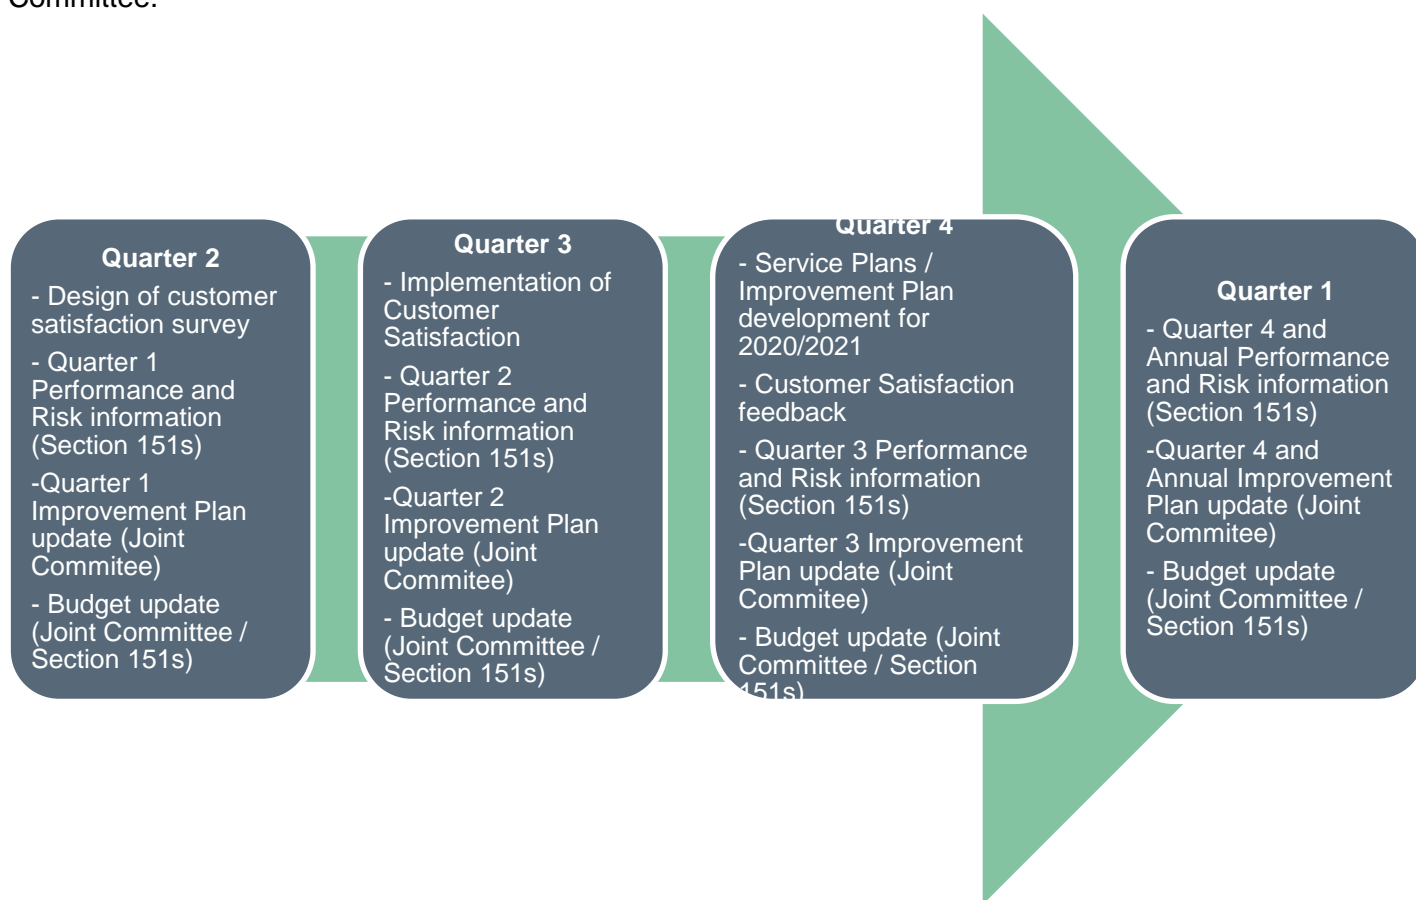 Committee.
Quarter 2
- Design of customer
satisfaction survey
- Quarter 1
Performance and
Risk information
(Section 151s)
-Quarter 1
Improvement Plan
update (Joint
Commitee)
- Budget update
(Joint Committee /
Section 151s)
Quarter 3
- Implementation of
Customer
Satisfaction
- Quarter 2
Performance and
Risk information
(Section 151s)
-Quarter 2
Improvement Plan
update (Joint
Commitee)
- Budget update
(Joint Committee /
Section 151s)
Quarter 4
- Service Plans /
Improvement Plan
development for
2020/2021
- Customer Satisfaction
feedback
- Quarter 3 Performance
and Risk information
(Section 151s)
-Quarter 3 Improvement
Plan update (Joint
Commitee)
- Budget update (Joint
Committee / Section
151s)
Quarter 1
- Quarter 4 and
Annual Performance
and Risk information
(Section 151s)
-Quarter 4 and
Annual Improvement
Plan update (Joint
Commitee)
- Budget update
(Joint Committee /
Section 151s)